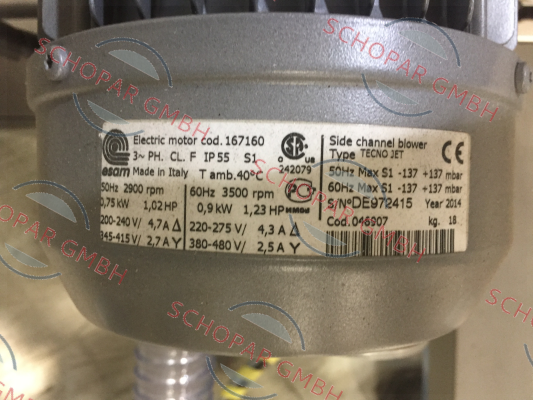 SCHOPAR GMBH
SCHOPAR GMBH
SCHOPAR GMBH
SCHOPAR GMBH
SCHOPAR GMBH
esam
Electric motor cod. 167160
3~ PH. CL. F IP 55 S1
Made in Italy T amb. 40°C
50Hz 2900 rpm
0,75 kW 1,02 HP
200-240 V/ 4,7 A Δ
345-415 V/ 2,7 A Y
60Hz 3500 rpm
0,9 kW 1,23 HP
220-275 V/ 4,3 A Δ
380-480 V/ 2,5 A Y
C US
242079
Side channel blower
Type TECNO JET
50Hz Max S1 -137 +137 mbar
60Hz Max S1 -137 +137 mbar
S/N°DE972415 Year 2014
Cod. 046907 kg. 18